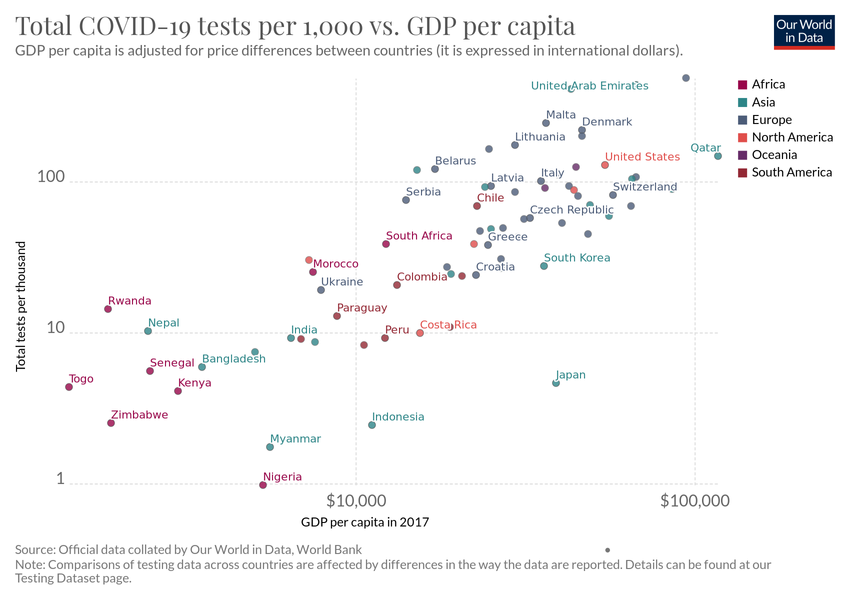 Total COVID-19 tests per 1,000 vs. GDP per capita
GDP per capita is adjusted for price differences between countries (it is expressed in international dollars).
Our World
in Data
United Arab Emirates
Malta
Denmark
Lithuania
Qatar
Belarus
United States
Latvia
Italy
Serbia
Switzerland
Chile
Czech Republic
South Africa
Greece
Morocco
South Korea
Croatia
Colombia
Ukraine
Rwanda
Paraguay
Nepal
India
Peru
Costa Rica
Senegal
Bangladesh
Togo
Kenya
Japan
Zimbabwe
Indonesia
Myanmar
Nigeria
Africa
Asia
Europe
North America
Oceania
South America
100
10
1
Total tests per thousand
$10,000
$100,000
GDP per capita in 2017
Source: Official data collated by Our World in Data, World Bank
Note: Comparisons of testing data across countries are affected by differences in the way the data are reported. Details can be found at our
Testing Dataset page.